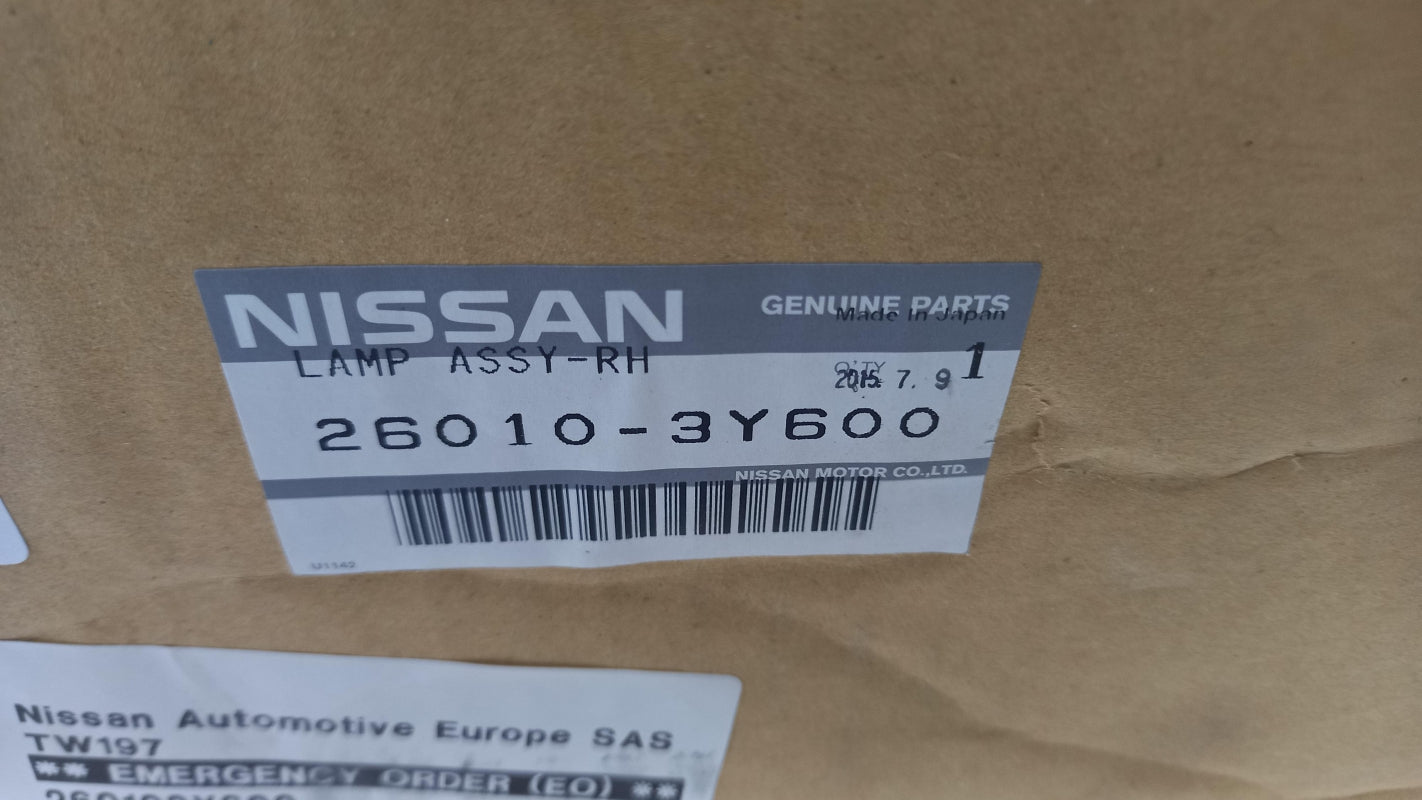 NISSAN
GENUINE PARTS
Made In Japan
LAMP ASSY-RH
Q'TY 1
2015. 7. 9
26010-3Y600
NISSAN MOTOR CO.,LTD.
U1142
Nissan Automotive Europe SAS
TW197
** EMERGENCY ORDER (EO) **